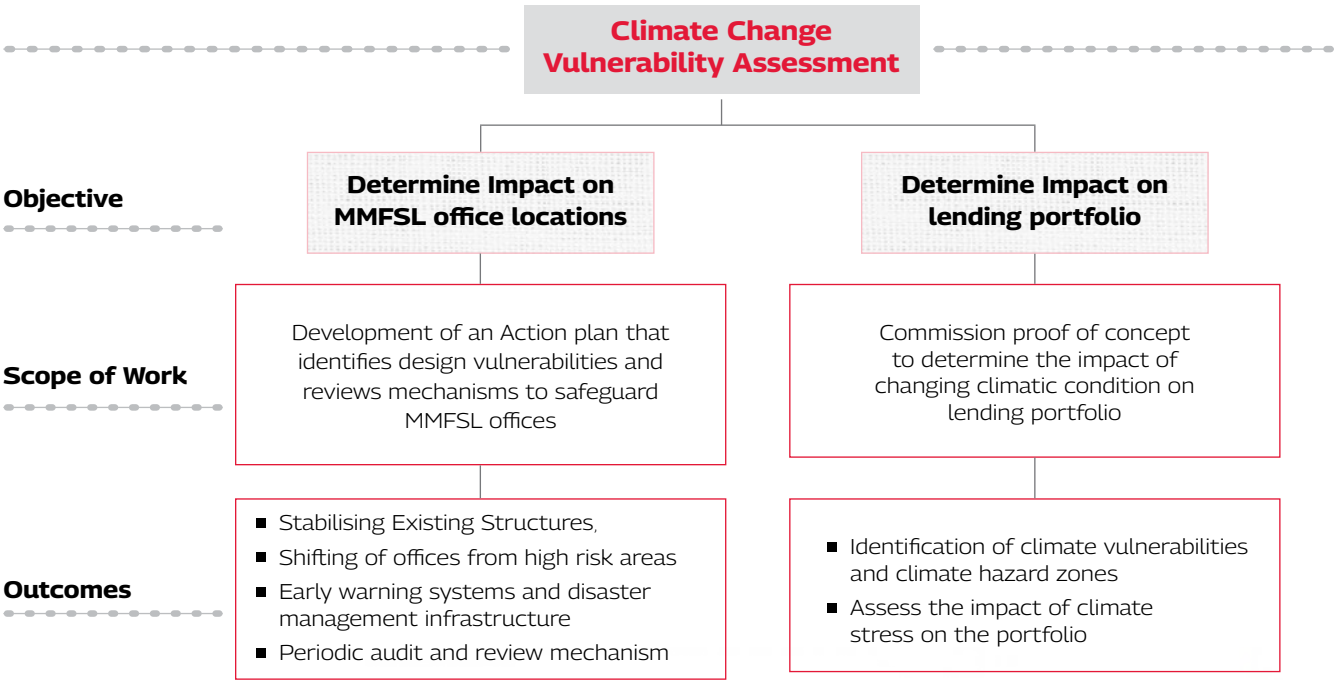 Climate Change
Vulnerability Assessment
Objective
Determine Impact on
MMFSL office locations
Determine Impact on
lending portfolio
Scope of Work
Development of an Action plan that
identifies design vulnerabilities and
reviews mechanisms to safeguard
MMFSL offices
Commission proof of concept
to determine the impact of
changing climatic condition on
lending portfolio
Outcomes
■ Stabilising Existing Structures,
■ Shifting of offices from high risk areas
■ Early warning systems and disaster
management infrastructure
■ Periodic audit and review mechanism
■ Identification of climate vulnerabilities
and climate hazard zones
■ Assess the impact of climate
stress on the portfolio